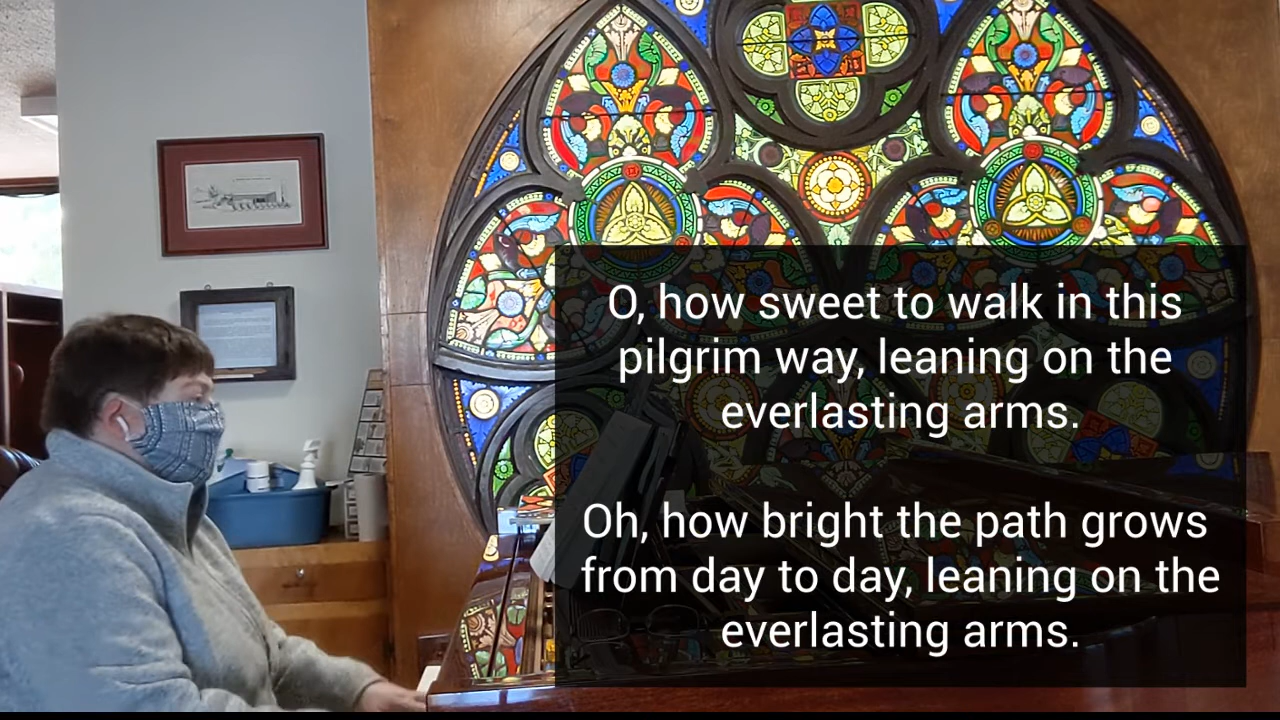 O, how sweet to walk in this
pilgrim way, leaning on the
everlasting arms.
Oh, how bright the path grows
from day to day, leaning on the
everlasting arms.